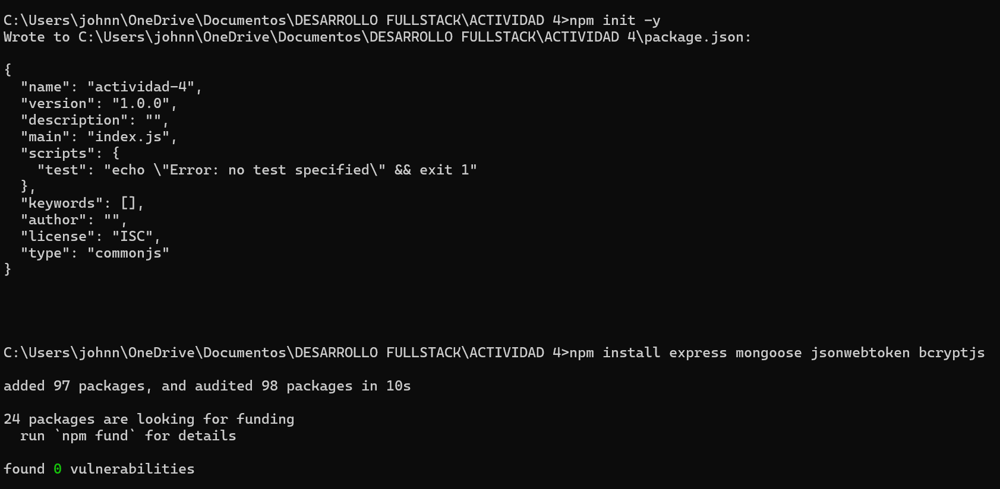 C:\Users\johnn\OneDrive\Documentos\DESARROLLO FULLSTACK\ACTIVIDAD 4>npm init -y
Wrote to C:\Users\johnn\OneDrive\Documentos\DESARROLLO FULLSTACK\ACTIVIDAD 4\package.json:
{
  "name": "actividad-4",
  "version": "1.0.0",
  "description": "",
  "main": "index.js",
  "scripts": {
    "test": "echo \"Error: no test specified\" && exit 1"
  },
  "keywords": [],
  "author": "",
  "license": "ISC",
  "type": "commonjs"
}
C:\Users\johnn\OneDrive\Documentos\DESARROLLO FULLSTACK\ACTIVIDAD 4>npm install express mongoose jsonwebtoken bcryptjs
added 97 packages, and audited 98 packages in 10s
24 packages are looking for funding
  run `npm fund` for details
found 0 vulnerabilities